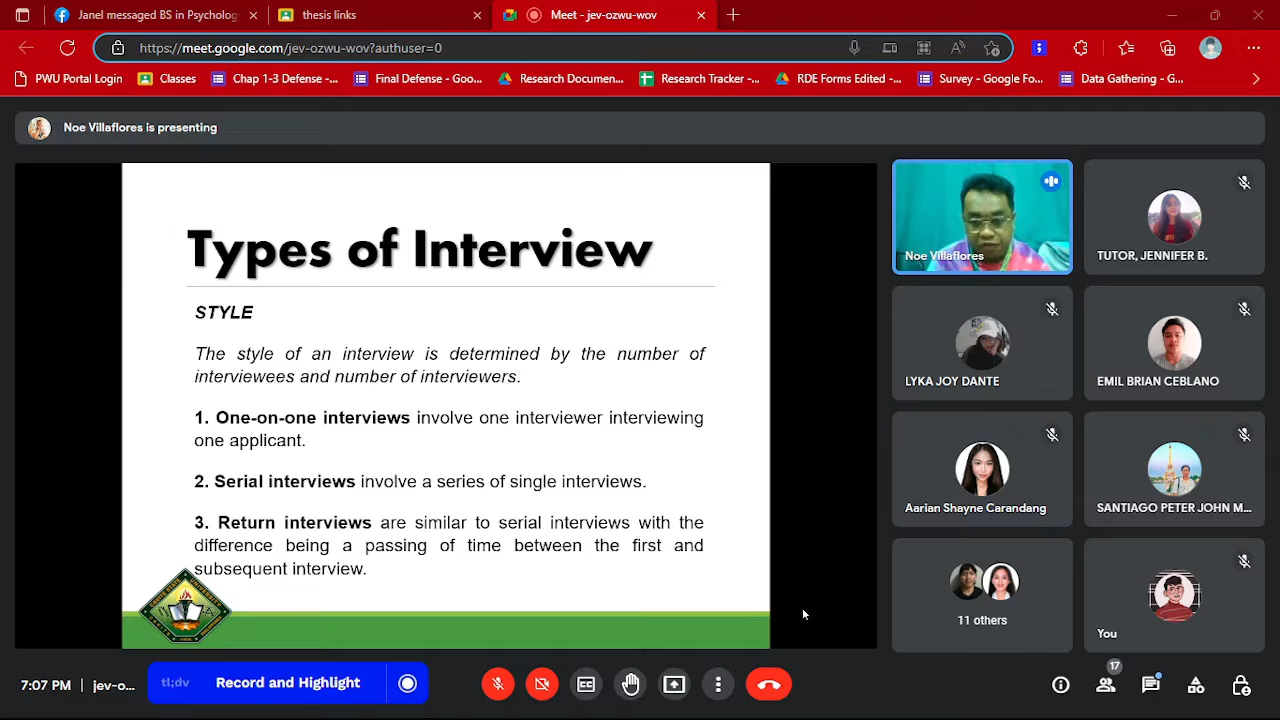 Janel messaged BS in Psychology
thesis links
Meet - jev-ozwu-wov
https://meet.google.com/jev-ozwu-wov?authuser=0
PWU Portal Login
Classes
Chap 1-3 Defense -...
Final Defense - Goo...
Research Documen...
Research Tracker -...
RDE Forms Edited -...
Survey - Google Fo...
Data Gathering - G...
Noe Villaflores is presenting
Types of Interview
STYLE
The style of an interview is determined by the number of
interviewees and number of interviewers.
1. One-on-one interviews involve one interviewer interviewing
one applicant.
2. Serial interviews involve a series of single interviews.
3. Return interviews are similar to serial interviews with the
difference being a passing of time between the first and
subsequent interview.
Noe Villaflores
TUTOR, JENNIFER B.
LYKA JOY DANTE
EMIL BRIAN CEBLANO
Aarian Shayne Carandang
SANTIAGO PETER JOHN M...
11 others
You
7:07 PM | jev-o...
tl;dv
Record and Highlight
17